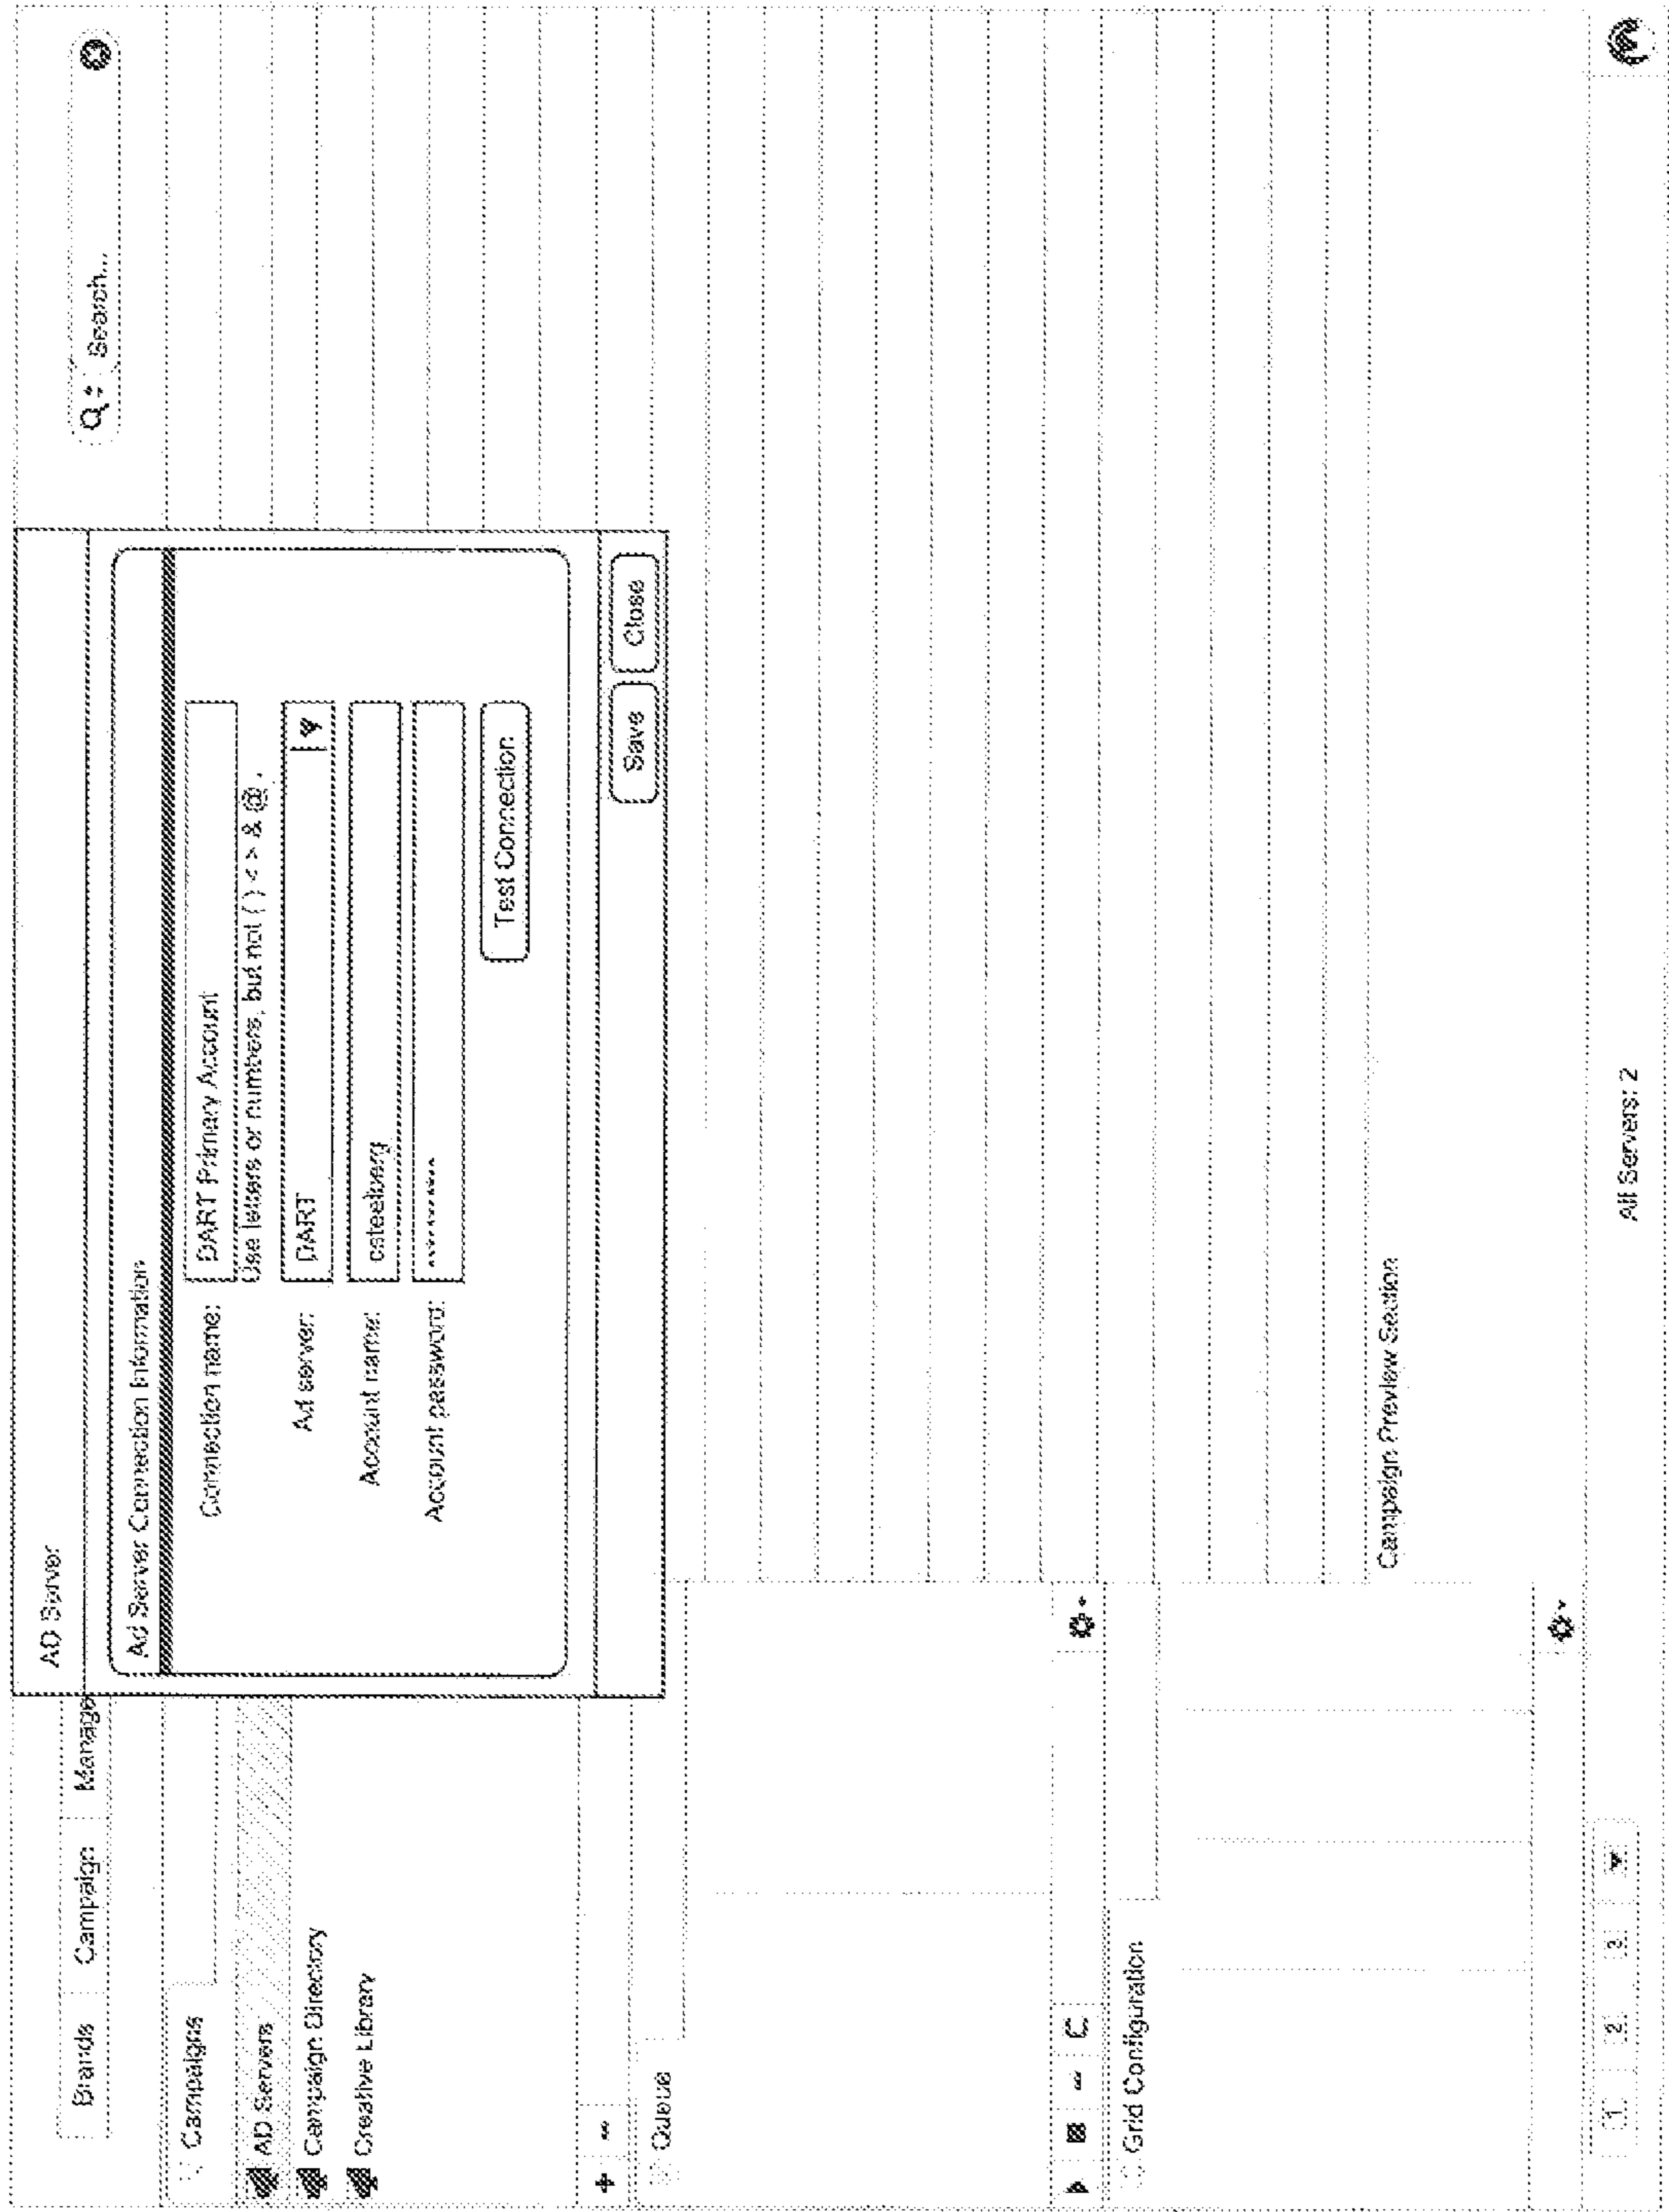 AD Server
Brands Campaign Manage
Search...
Ad Server Connection Information
Campaigns
Connection name: DART Primary Account
Use letters or numbers, but not ( ) < > & @ .
AD Servers
Ad server: DART
Campaign Directory
Account name: csteelberg
Creative Library
Account password: ••••••••••
Test Connection
Save Close
Queue
Grid Configuration
Campaign Preview Section
1 2 3
All Servers: 2